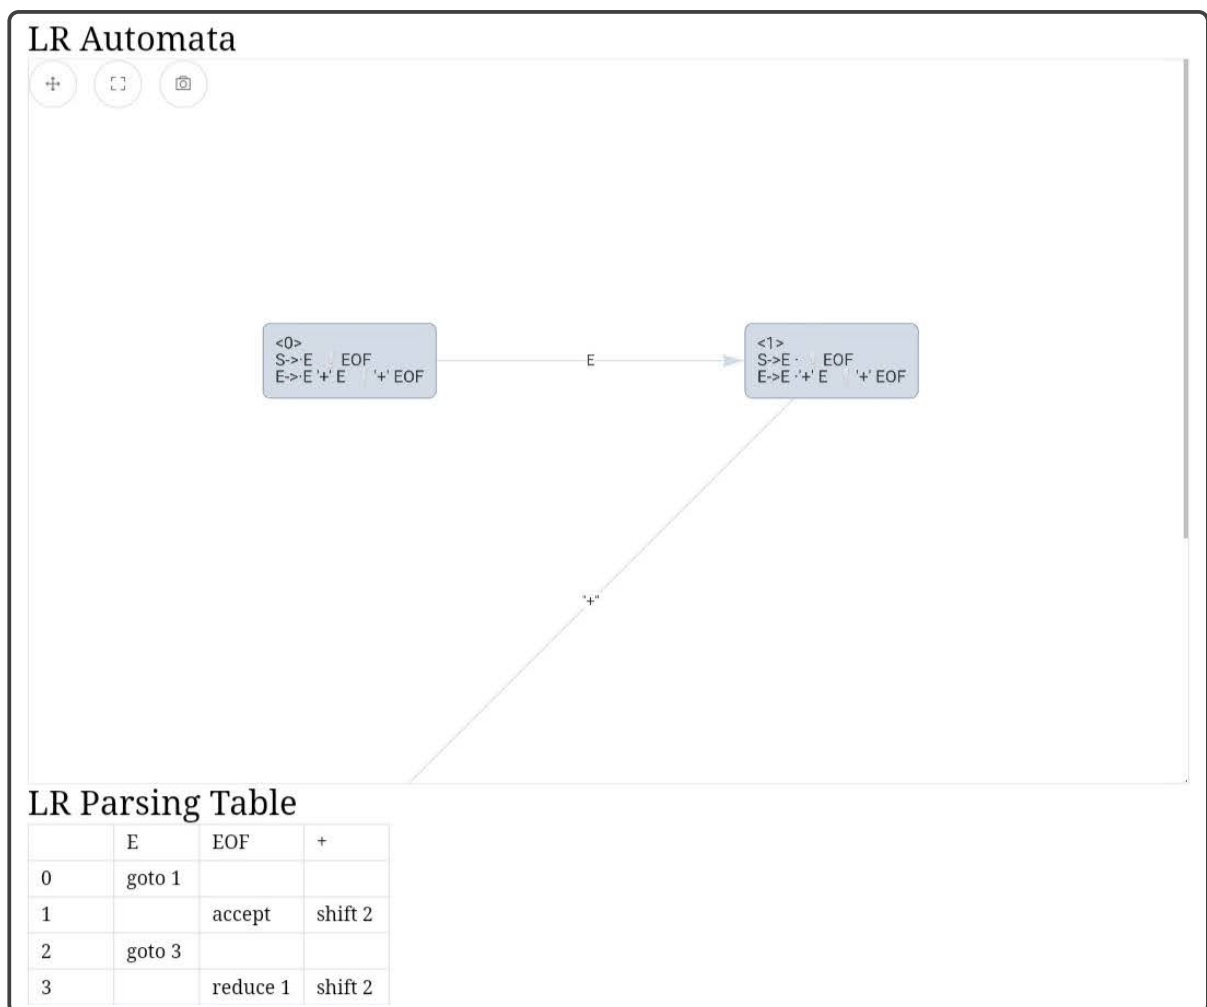 LR Automata
<0>
S->·E EOF
E->·E '+' E '+' EOF
E
<1>
S->E · EOF
E->E ·'+' E '+' EOF
"+"
LR Parsing Table
E EOF +
0 goto 1
1 accept shift 2
2 goto 3
3 reduce 1 shift 2